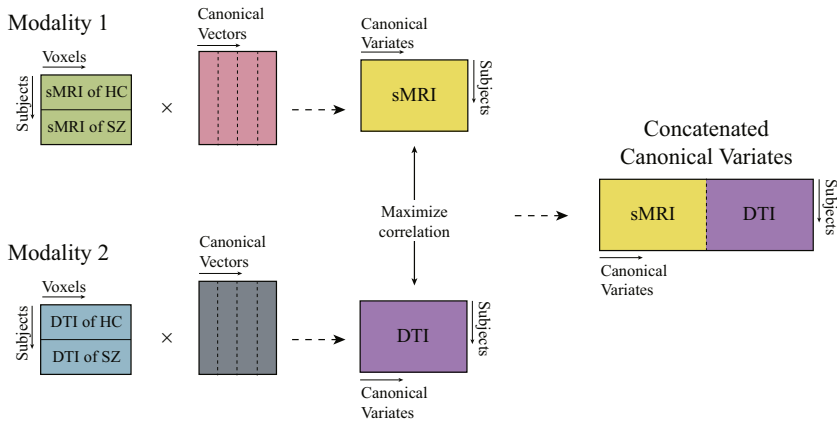 Modality 1
Voxels
Subjects
sMRI of HC
sMRI of SZ
×
Canonical
Vectors
Canonical
Variates
sMRI
Subjects
Maximize
correlation
Modality 2
Voxels
Subjects
DTI of HC
DTI of SZ
×
Canonical
Vectors
DTI
Subjects
Canonical
Variates
Concatenated
Canonical Variates
sMRI
DTI
Subjects
Canonical
Variates